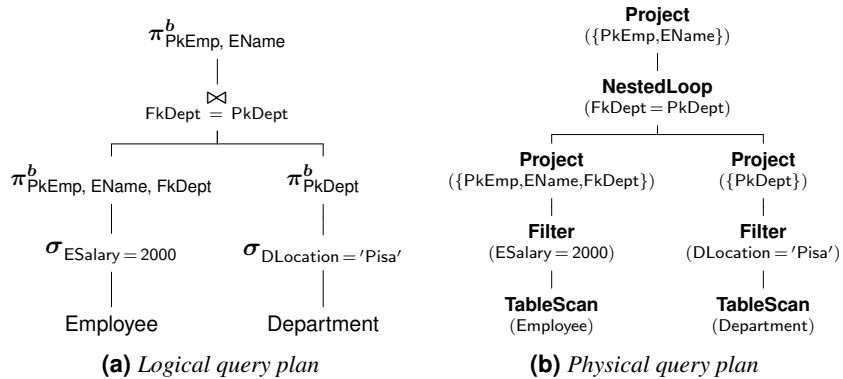 π^b PkEmp, EName
⋈
FkDept = PkDept
π^b PkEmp, EName, FkDept
π^b PkDept
σ ESalary = 2000
σ DLocation = 'Pisa'
Employee
Department
(a) Logical query plan
Project
({PkEmp,EName})
NestedLoop
(FkDept = PkDept)
Project
({PkEmp,EName,FkDept})
Project
({PkDept})
Filter
(ESalary = 2000)
Filter
(DLocation = 'Pisa')
TableScan
(Employee)
TableScan
(Department)
(b) Physical query plan